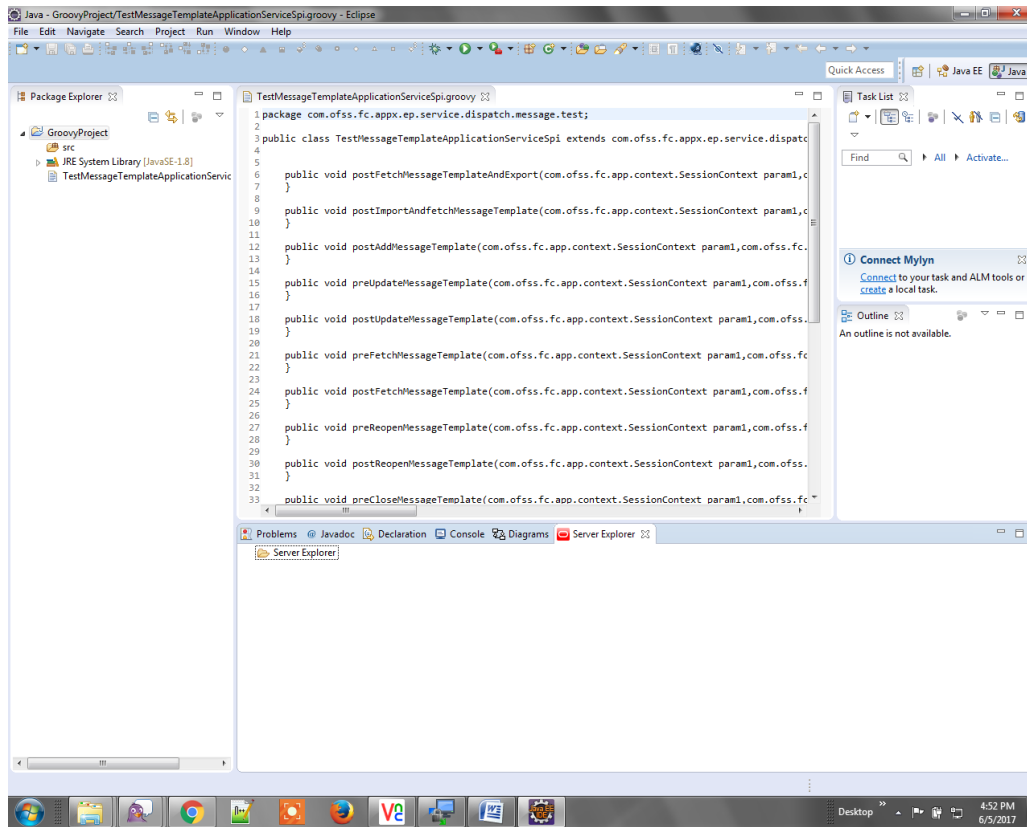 Java - GroovyProject/TestMessageTemplateApplicationServiceSpi.groovy - Eclipse
File Edit Navigate Search Project Run Window Help
Quick Access
Java EE
Java
Package Explorer
GroovyProject
src
JRE System Library [JavaSE-1.8]
TestMessageTemplateApplicationServic
TestMessageTemplateApplicationServiceSpi.groovy
1 package com.ofss.fc.appx.ep.service.dispatch.message.test;
2
3 public class TestMessageTemplateApplicationServiceSpi extends com.ofss.fc.appx.ep.service.dispatc
4
5
6 public void postFetchMessageTemplateAndExport(com.ofss.fc.app.context.SessionContext param1,c
7 }
8
9 public void postImportAndfetchMessageTemplate(com.ofss.fc.app.context.SessionContext param1,c
10 }
11
12 public void postAddMessageTemplate(com.ofss.fc.app.context.SessionContext param1,com.ofss.fc.
13 }
14
15 public void preUpdateMessageTemplate(com.ofss.fc.app.context.SessionContext param1,com.ofss.f
16 }
17
18 public void postUpdateMessageTemplate(com.ofss.fc.app.context.SessionContext param1,com.ofss.
19 }
20
21 public void preFetchMessageTemplate(com.ofss.fc.app.context.SessionContext param1,com.ofss.fc
22 }
23
24 public void postFetchMessageTemplate(com.ofss.fc.app.context.SessionContext param1,com.ofss.f
25 }
26
27 public void preReopenMessageTemplate(com.ofss.fc.app.context.SessionContext param1,com.ofss.f
28 }
29
30 public void postReopenMessageTemplate(com.ofss.fc.app.context.SessionContext param1,com.ofss.
31 }
32
33 public void preCloseMessageTemplate(com.ofss.fc.app.context.SessionContext param1,com.ofss.fc
Task List
Find
All
Activate...
Connect Mylyn
Connect to your task and ALM tools or
create a local task.
Outline
An outline is not available.
Problems @ Javadoc Declaration Console Diagrams Server Explorer
Server Explorer
Desktop
4:52 PM
6/5/2017